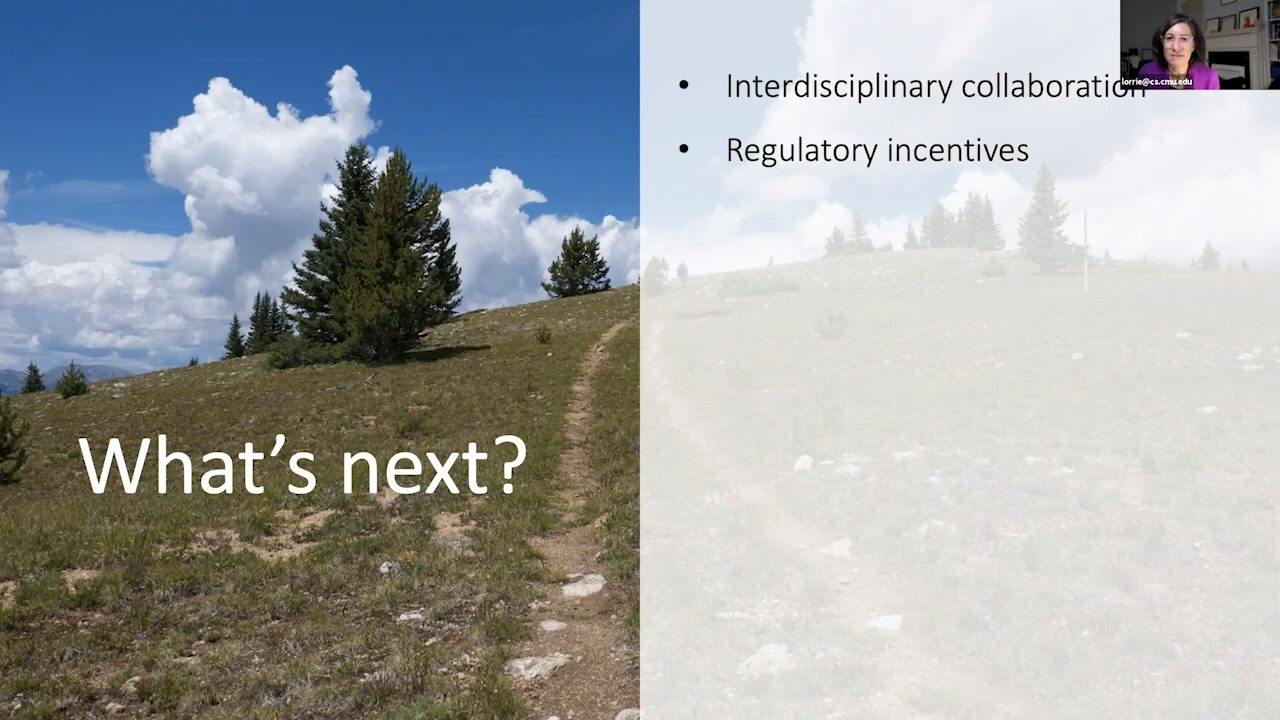 lorrie@cs.cmu.edu
• Interdisciplinary collaboration
• Regulatory incentives
What's next?